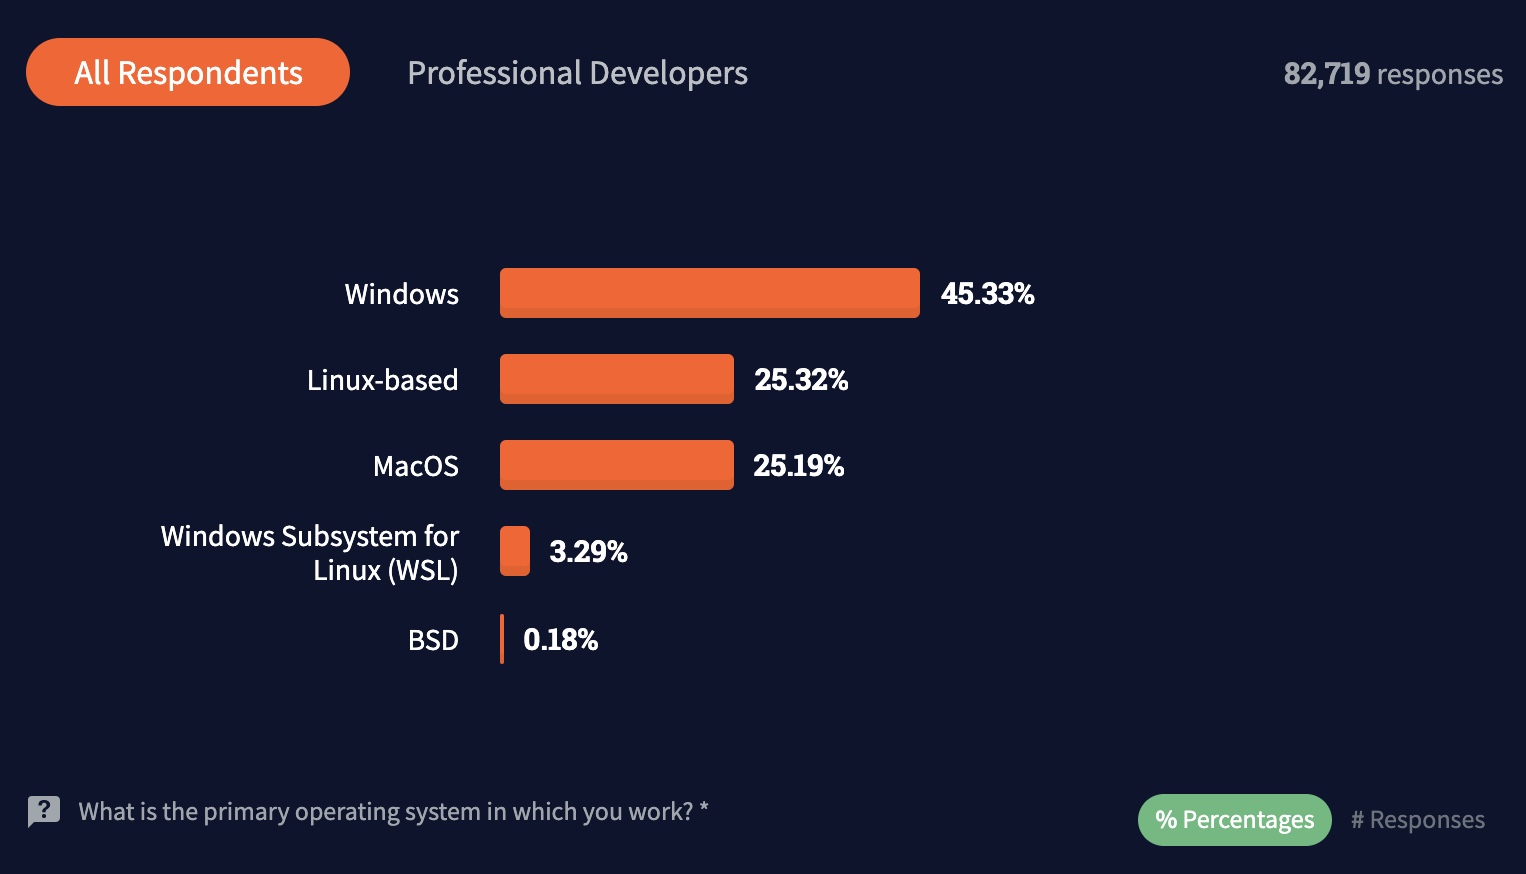 All Respondents
Professional Developers
82,719 responses
Windows
45.33%
Linux-based
25.32%
MacOS
25.19%
Windows Subsystem for
Linux (WSL)
3.29%
BSD
0.18%
? What is the primary operating system in which you work? *
% Percentages
# Responses